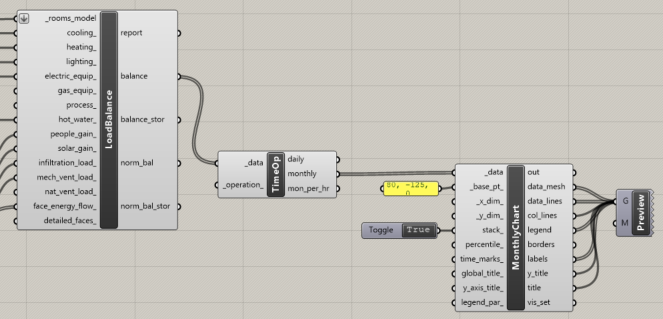 _rooms_model
cooling_
heating_
lighting_
electric_equip_
gas_equip_
process_
hot_water_
people_gain_
solar_gain_
infiltration_load_
mech_vent_load_
nat_vent_load_
face_energy_flow_
detailed_faces_
LoadBalance
report
balance
balance_stor
norm_bal
norm_bal_stor
_data
_operation_
TimeOp
daily
monthly
mon_per_hr
80, -125,
0
Toggle True
_data
_base_pt_
_x_dim_
_y_dim_
stack_
percentile_
time_marks_
global_title_
y_axis_title_
legend_par_
MonthlyChart
out
data_mesh
data_lines
col_lines
legend
borders
labels
y_title
title
vis_set
G
M
Preview